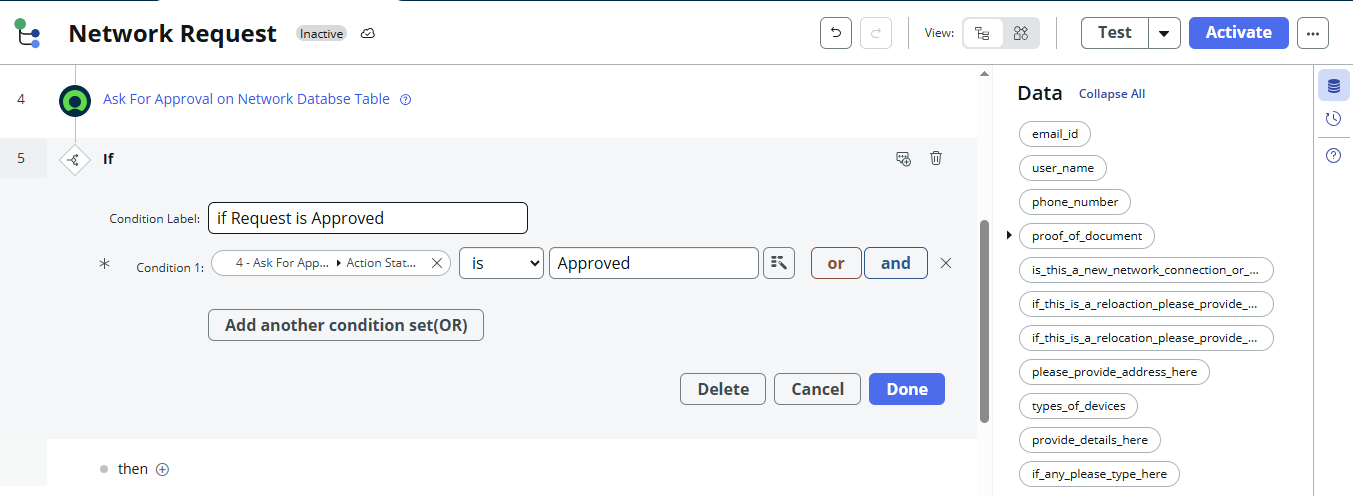 Network Request Inactive View: Test Activate
4 Ask For Approval on Network Databse Table
5 If
Condition Label: if Request is Approved
* Condition 1: 4 - Ask For App... Action Stat... is Approved or and
Add another condition set(OR)
Delete Cancel Done
then
Data Collapse All
email_id
user_name
phone_number
proof_of_document
is_this_a_new_network_connection_or_...
if_this_is_a_reloaction_please_provide_...
if_this_is_a_relocation_please_provide_...
please_provide_address_here
types_of_devices
provide_details_here
if_any_please_type_here